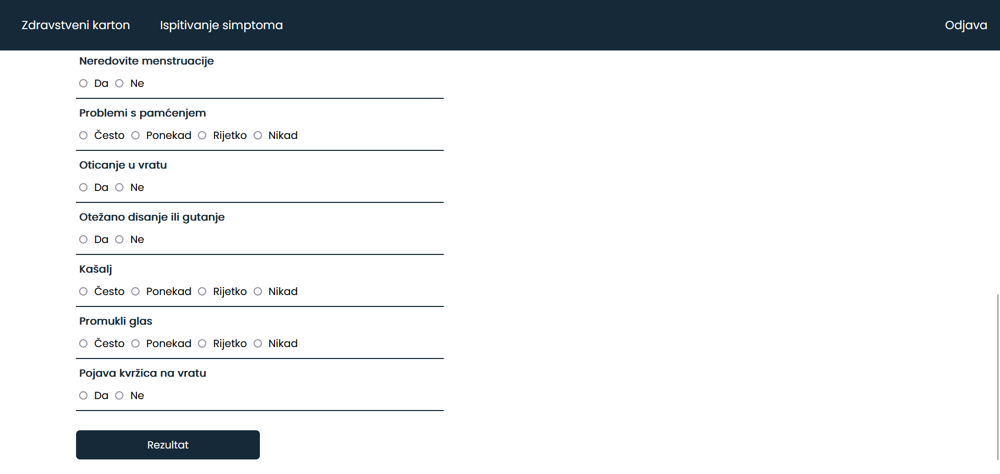 Zdravstveni karton Ispitivanje simptoma Odjava
Neredovite menstruacije
Da Ne
Problemi s pamćenjem
Često Ponekad Rijetko Nikad
Oticanje u vratu
Da Ne
Otežano disanje ili gutanje
Da Ne
Kašalj
Često Ponekad Rijetko Nikad
Promukli glas
Često Ponekad Rijetko Nikad
Pojava kvržica na vratu
Da Ne
Rezultat